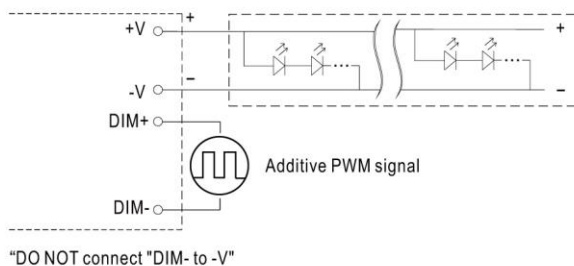 +V
+
+
-V
−
−
DIM+
Additive PWM signal
DIM-
"DO NOT connect "DIM- to -V"